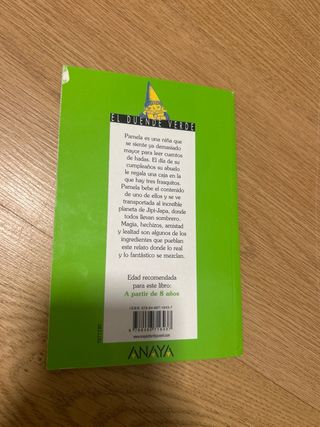 EL DUENDE VERDE
Pamela es una niña que
se siente ya demasiado
mayor para leer cuentos
de hadas. El día de su
cumpleaños su abuelo
le regala una caja en la
que hay tres frasquitos.
Pamela bebe el contenido
de uno de ellos y se ve
transportada al increíble
planeta de Jipi-Japa, donde
todos llevan sombrero.
Magia, hechizos, amistad
y lealtad son algunos de los
ingredientes que pueblan
este relato donde lo real
y lo fantástico se mezclan.
Edad recomendada
para este libro:
A partir de 8 años
ANAYA